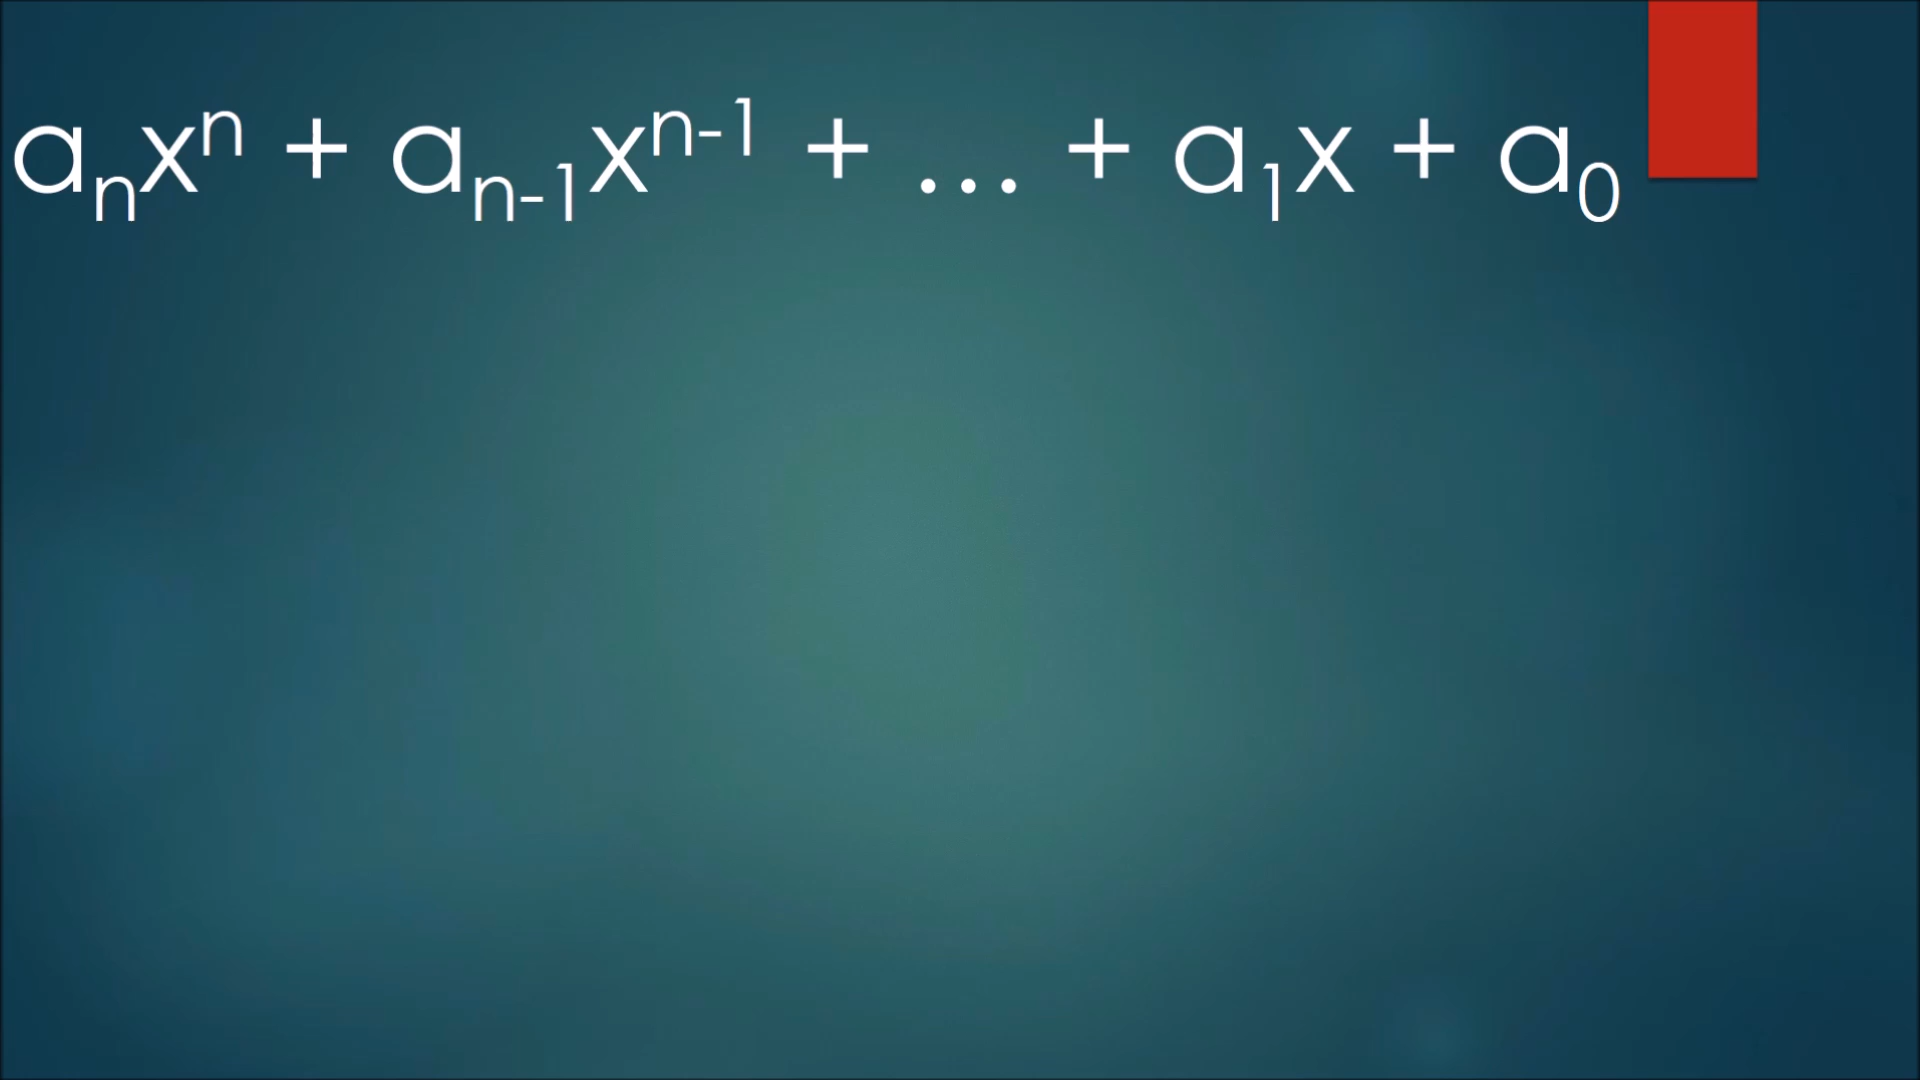 aₙxⁿ + aₙ₋₁xⁿ⁻¹ + ... + a₁x + a₀